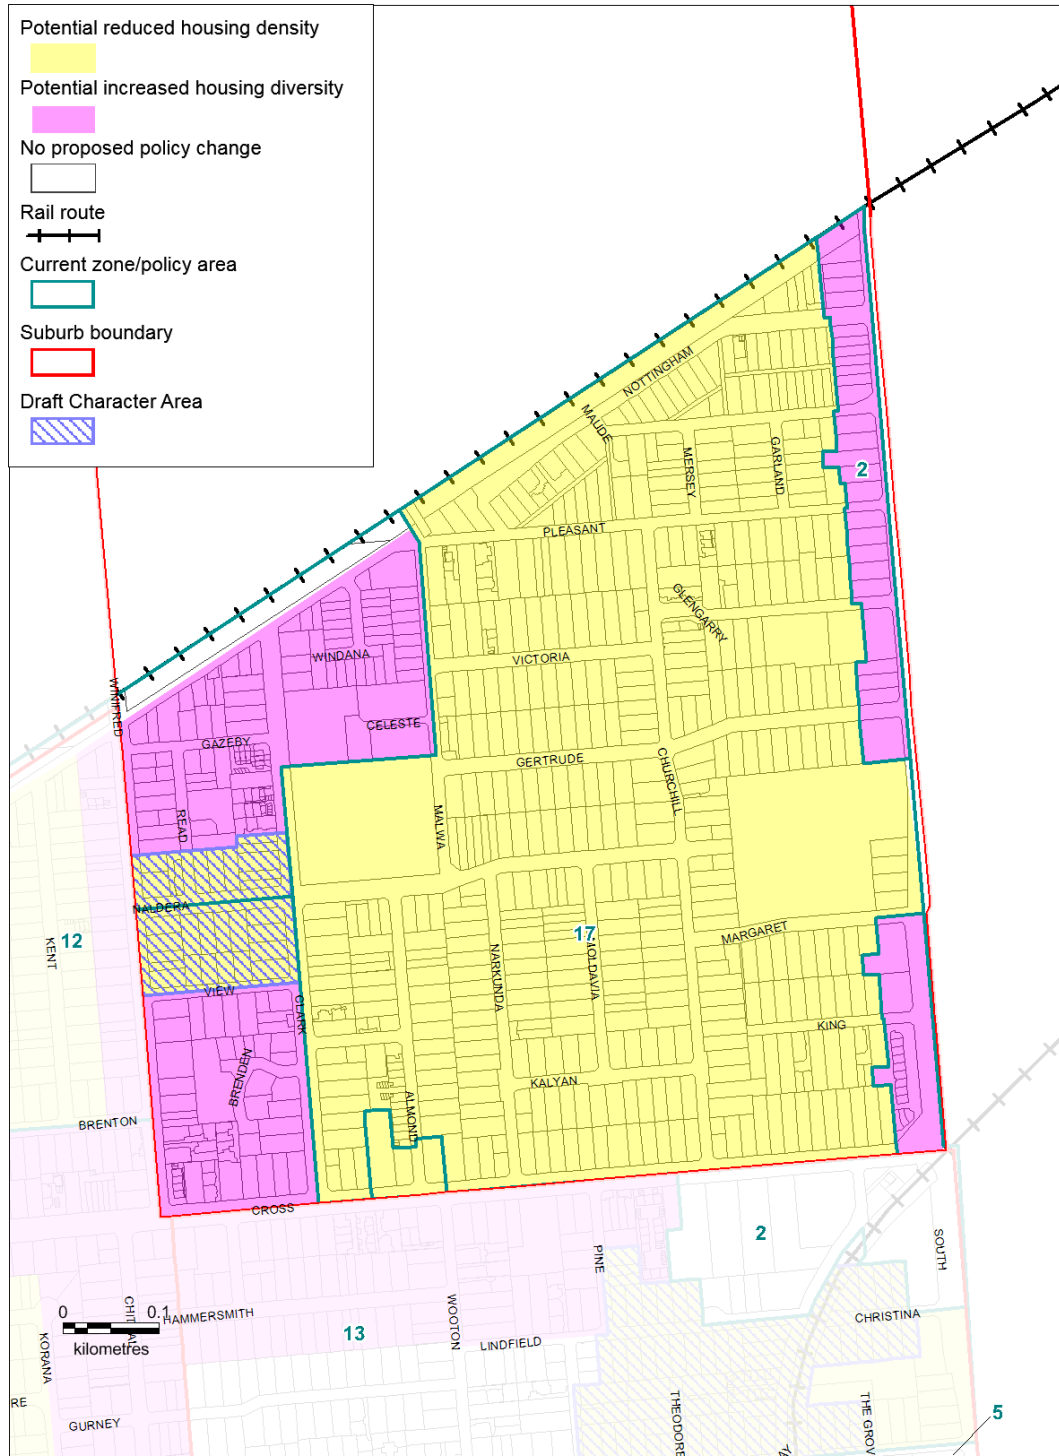 Potential reduced housing density
Potential increased housing diversity
No proposed policy change
Rail route
Current zone/policy area
Suburb boundary
Draft Character Area
NOTTINGHAM
MAUDE
MERSEY
GARLAND
2
PLEASANT
GLENGARRY
WINDANA
VICTORIA
WINIFRED
CELESTE
GAZEBY
GERTRUDE
CHURCHILL
READ
MALWA
NALDERA
12
KENT
17
MARGARET
NARKUNDA
MOLDAVIA
VIEW
CLARK
KING
BRENDEN
KALYAN
ALMOND
BRENTON
CROSS
2
SOUTH
PINE
0 0.1
kilometres
HAMMERSMITH
WOOTON
13
LINDFIELD
CHRISTINA
KORANA
RE
GURNEY
THEODORE
THE GROV
5